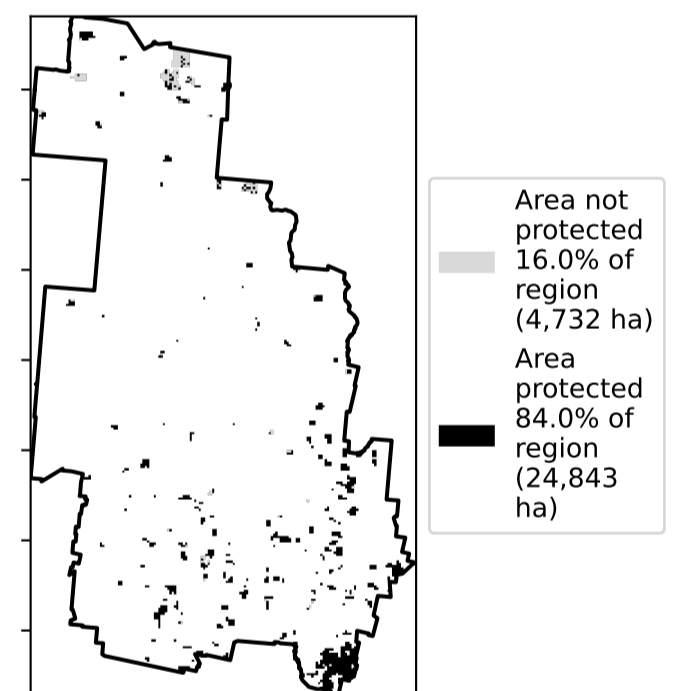 Area not
protected
16.0% of
region
(4,732 ha)
Area
protected
84.0% of
region
(24,843
ha)